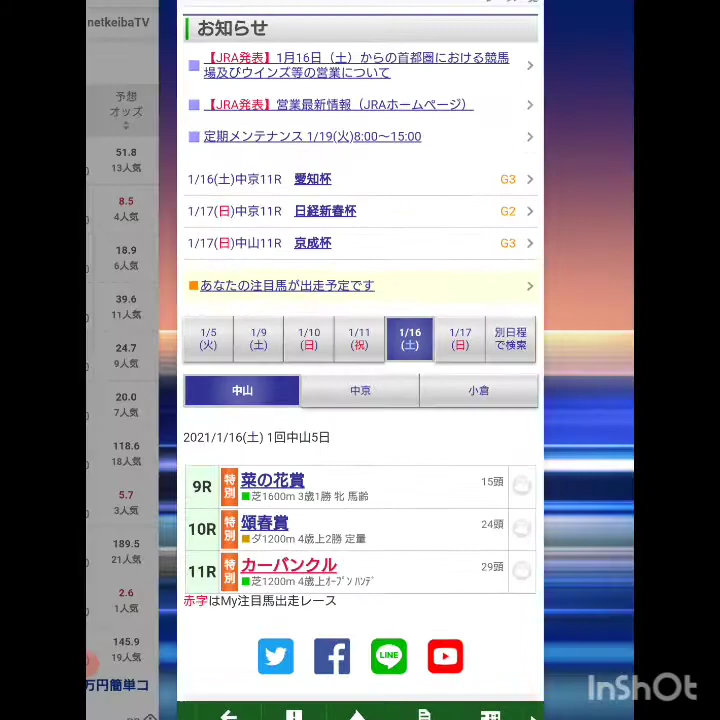 netkeibaTV
お知らせ
【JRA発表】1月16日（土）からの首都圏における競馬
場及びウインズ等の営業について
【JRA発表】営業最新情報（JRAホームページ）
定期メンテナンス 1/19(火)8:00～15:00
1/16(土)中京11R 愛知杯 G3
1/17(日)中京11R 日経新春杯 G2
1/17(日)中山11R 京成杯 G3
あなたの注目馬が出走予定です
1/5 1/9 1/10 1/11 1/16 1/17 別日程
(火) (土) (日) (祝) (土) (日) で検索
中山 中京 小倉
2021/1/16(土) 1回中山5日
9R 特別 菜の花賞 15頭
芝1600m 3歳1勝 牝 馬齢
10R 特別 頌春賞 24頭
ダ1200m 4歳上2勝 定量
11R 特別 カーバンクル 29頭
芝1200m 4歳上ｵｰﾌﾟﾝ ﾊﾝﾃﾞ
赤字はMy注目馬出走レース
LINE
予想
オッズ
51.8
13人気
8.5
4人気
18.9
6人気
39.6
11人気
24.7
9人気
20.0
7人気
118.6
18人気
5.7
3人気
189.5
21人気
2.6
1人気
145.9
19人気
万円簡単コ
InShOt